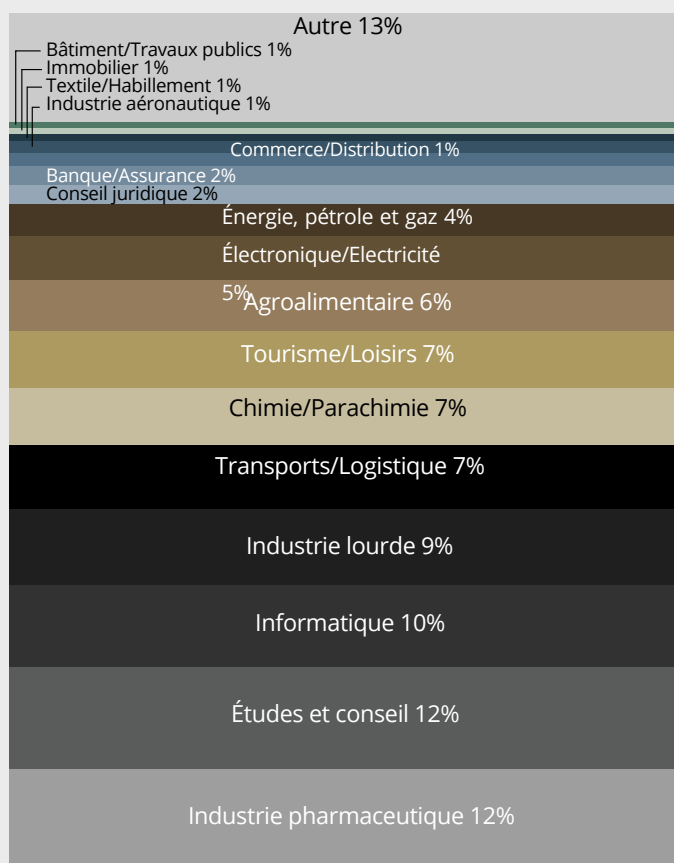 Autre 13%
Bâtiment/Travaux publics 1%
Immobilier 1%
Textile/Habillement 1%
Industrie aéronautique 1%
Commerce/Distribution 1%
Banque/Assurance 2%
Conseil juridique 2%
Énergie, pétrole et gaz 4%
Électronique/Electricité
5%
Agroalimentaire 6%
Tourisme/Loisirs 7%
Chimie/Parachimie 7%
Transports/Logistique 7%
Industrie lourde 9%
Informatique 10%
Études et conseil 12%
Industrie pharmaceutique 12%